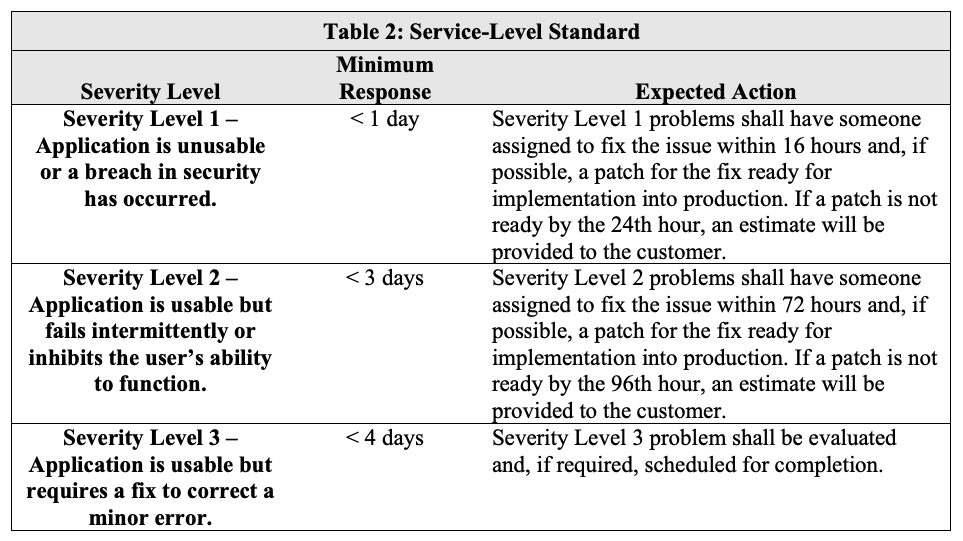 Table 2: Service-Level Standard
Severity Level
Minimum
Response
Expected Action
Severity Level 1 –
Application is unusable
or a breach in security
has occurred.
< 1 day
Severity Level 1 problems shall have someone
assigned to fix the issue within 16 hours and, if
possible, a patch for the fix ready for
implementation into production. If a patch is not
ready by the 24th hour, an estimate will be
provided to the customer.
Severity Level 2 –
Application is usable but
fails intermittently or
inhibits the user’s ability
to function.
< 3 days
Severity Level 2 problems shall have someone
assigned to fix the issue within 72 hours and, if
possible, a patch for the fix ready for
implementation into production. If a patch is not
ready by the 96th hour, an estimate will be
provided to the customer.
Severity Level 3 –
Application is usable but
requires a fix to correct a
minor error.
< 4 days
Severity Level 3 problem shall be evaluated
and, if required, scheduled for completion.